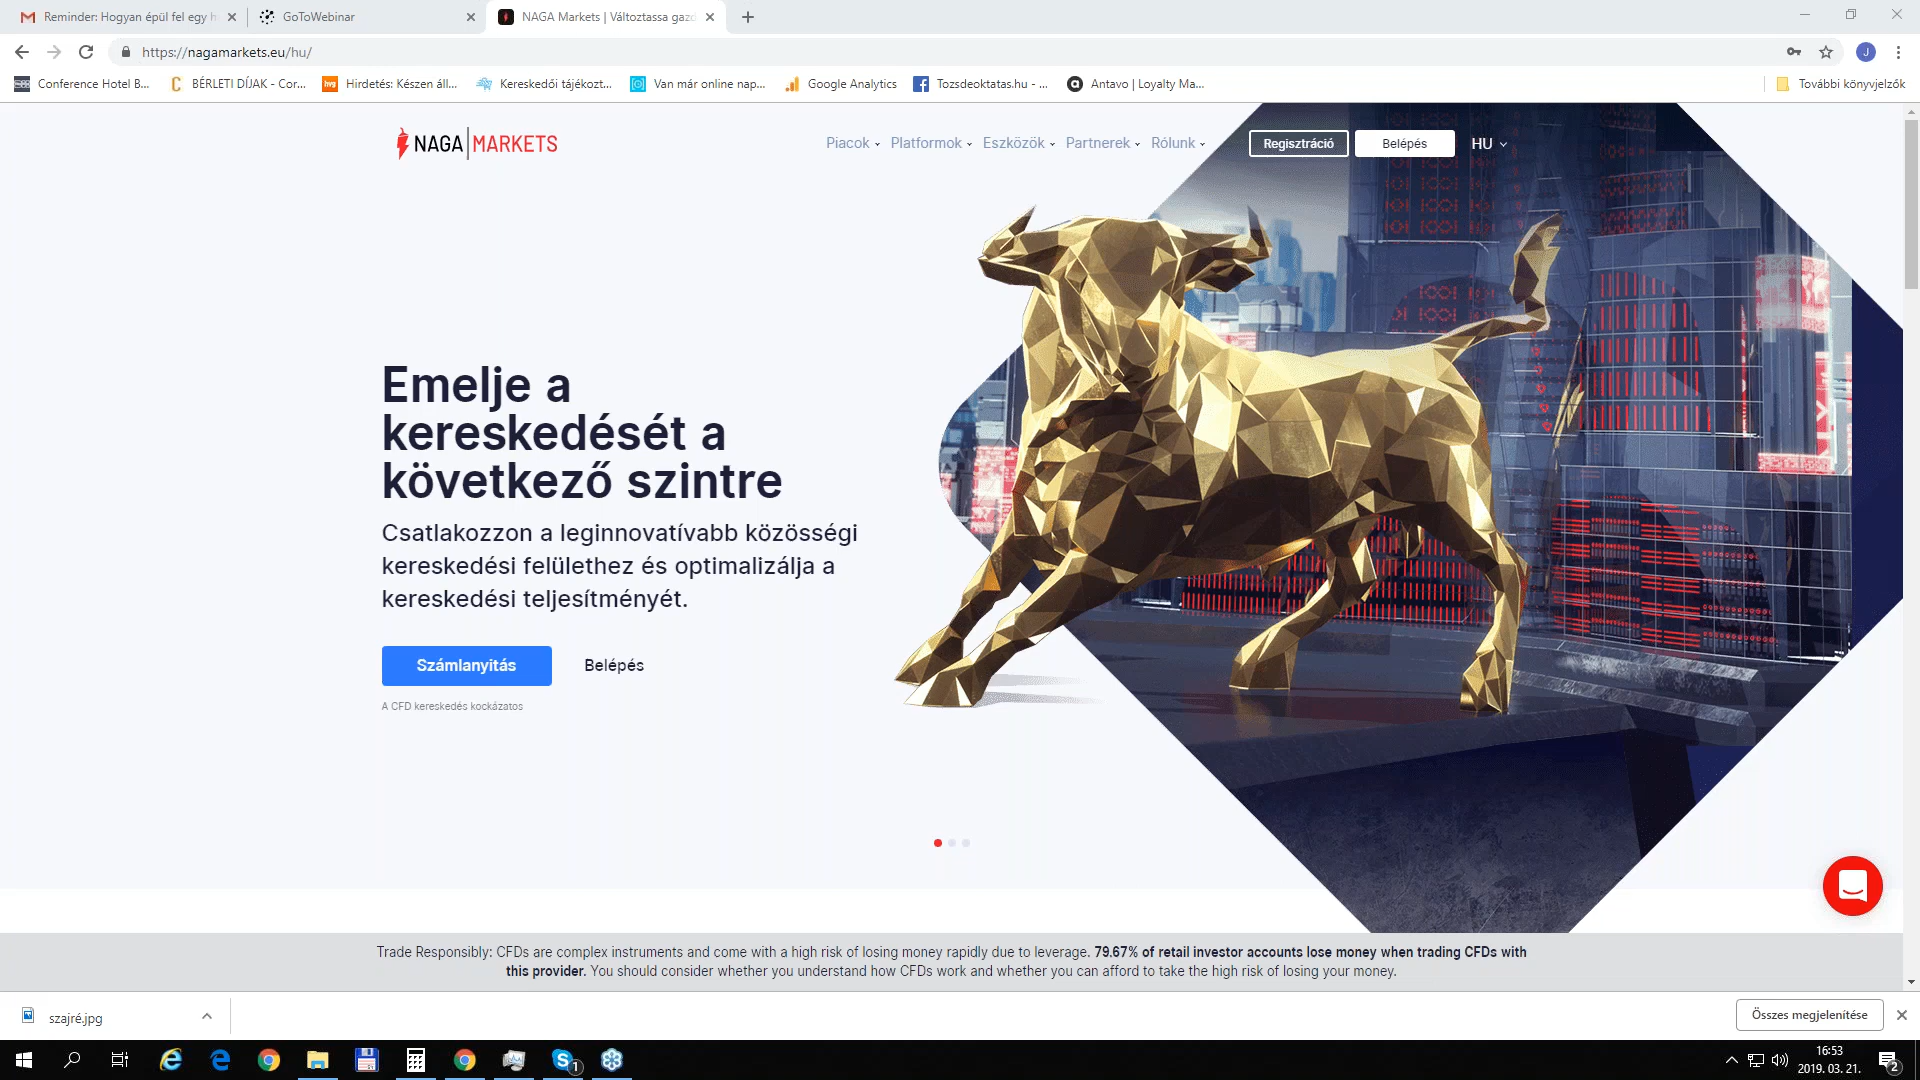 Reminder: Hogyan épül fel egy h
GoToWebinar
NAGA Markets | Változtassa gazd
https://nagamarkets.eu/hu/
J
Conference Hotel B...
BÉRLETI DÍJAK - Cor...
hvg
Hirdetés: Készen áll...
Kereskedői tájékozt...
Van már online nap...
Google Analytics
Tozsdeoktatas.hu - ...
Antavo | Loyalty Ma...
További könyvjelzők
NAGA|MARKETS
Piacok
Platformok
Eszközök
Partnerek
Rólunk
Regisztráció
Belépés
HU
Emelje a
kereskedését a
következő szintre
Csatlakozzon a leginnovatívabb közösségi
kereskedési felülethez és optimalizálja a
kereskedési teljesítményét.
Számlanyitás
Belépés
A CFD kereskedés kockázatos
Trade Responsibly: CFDs are complex instruments and come with a high risk of losing money rapidly due to leverage. 79.67% of retail investor accounts lose money when trading CFDs with
this provider. You should consider whether you understand how CFDs work and whether you can afford to take the high risk of losing your money.
szajré.jpg
Összes megjelenítése
1
16:53
2019. 03. 21.
2